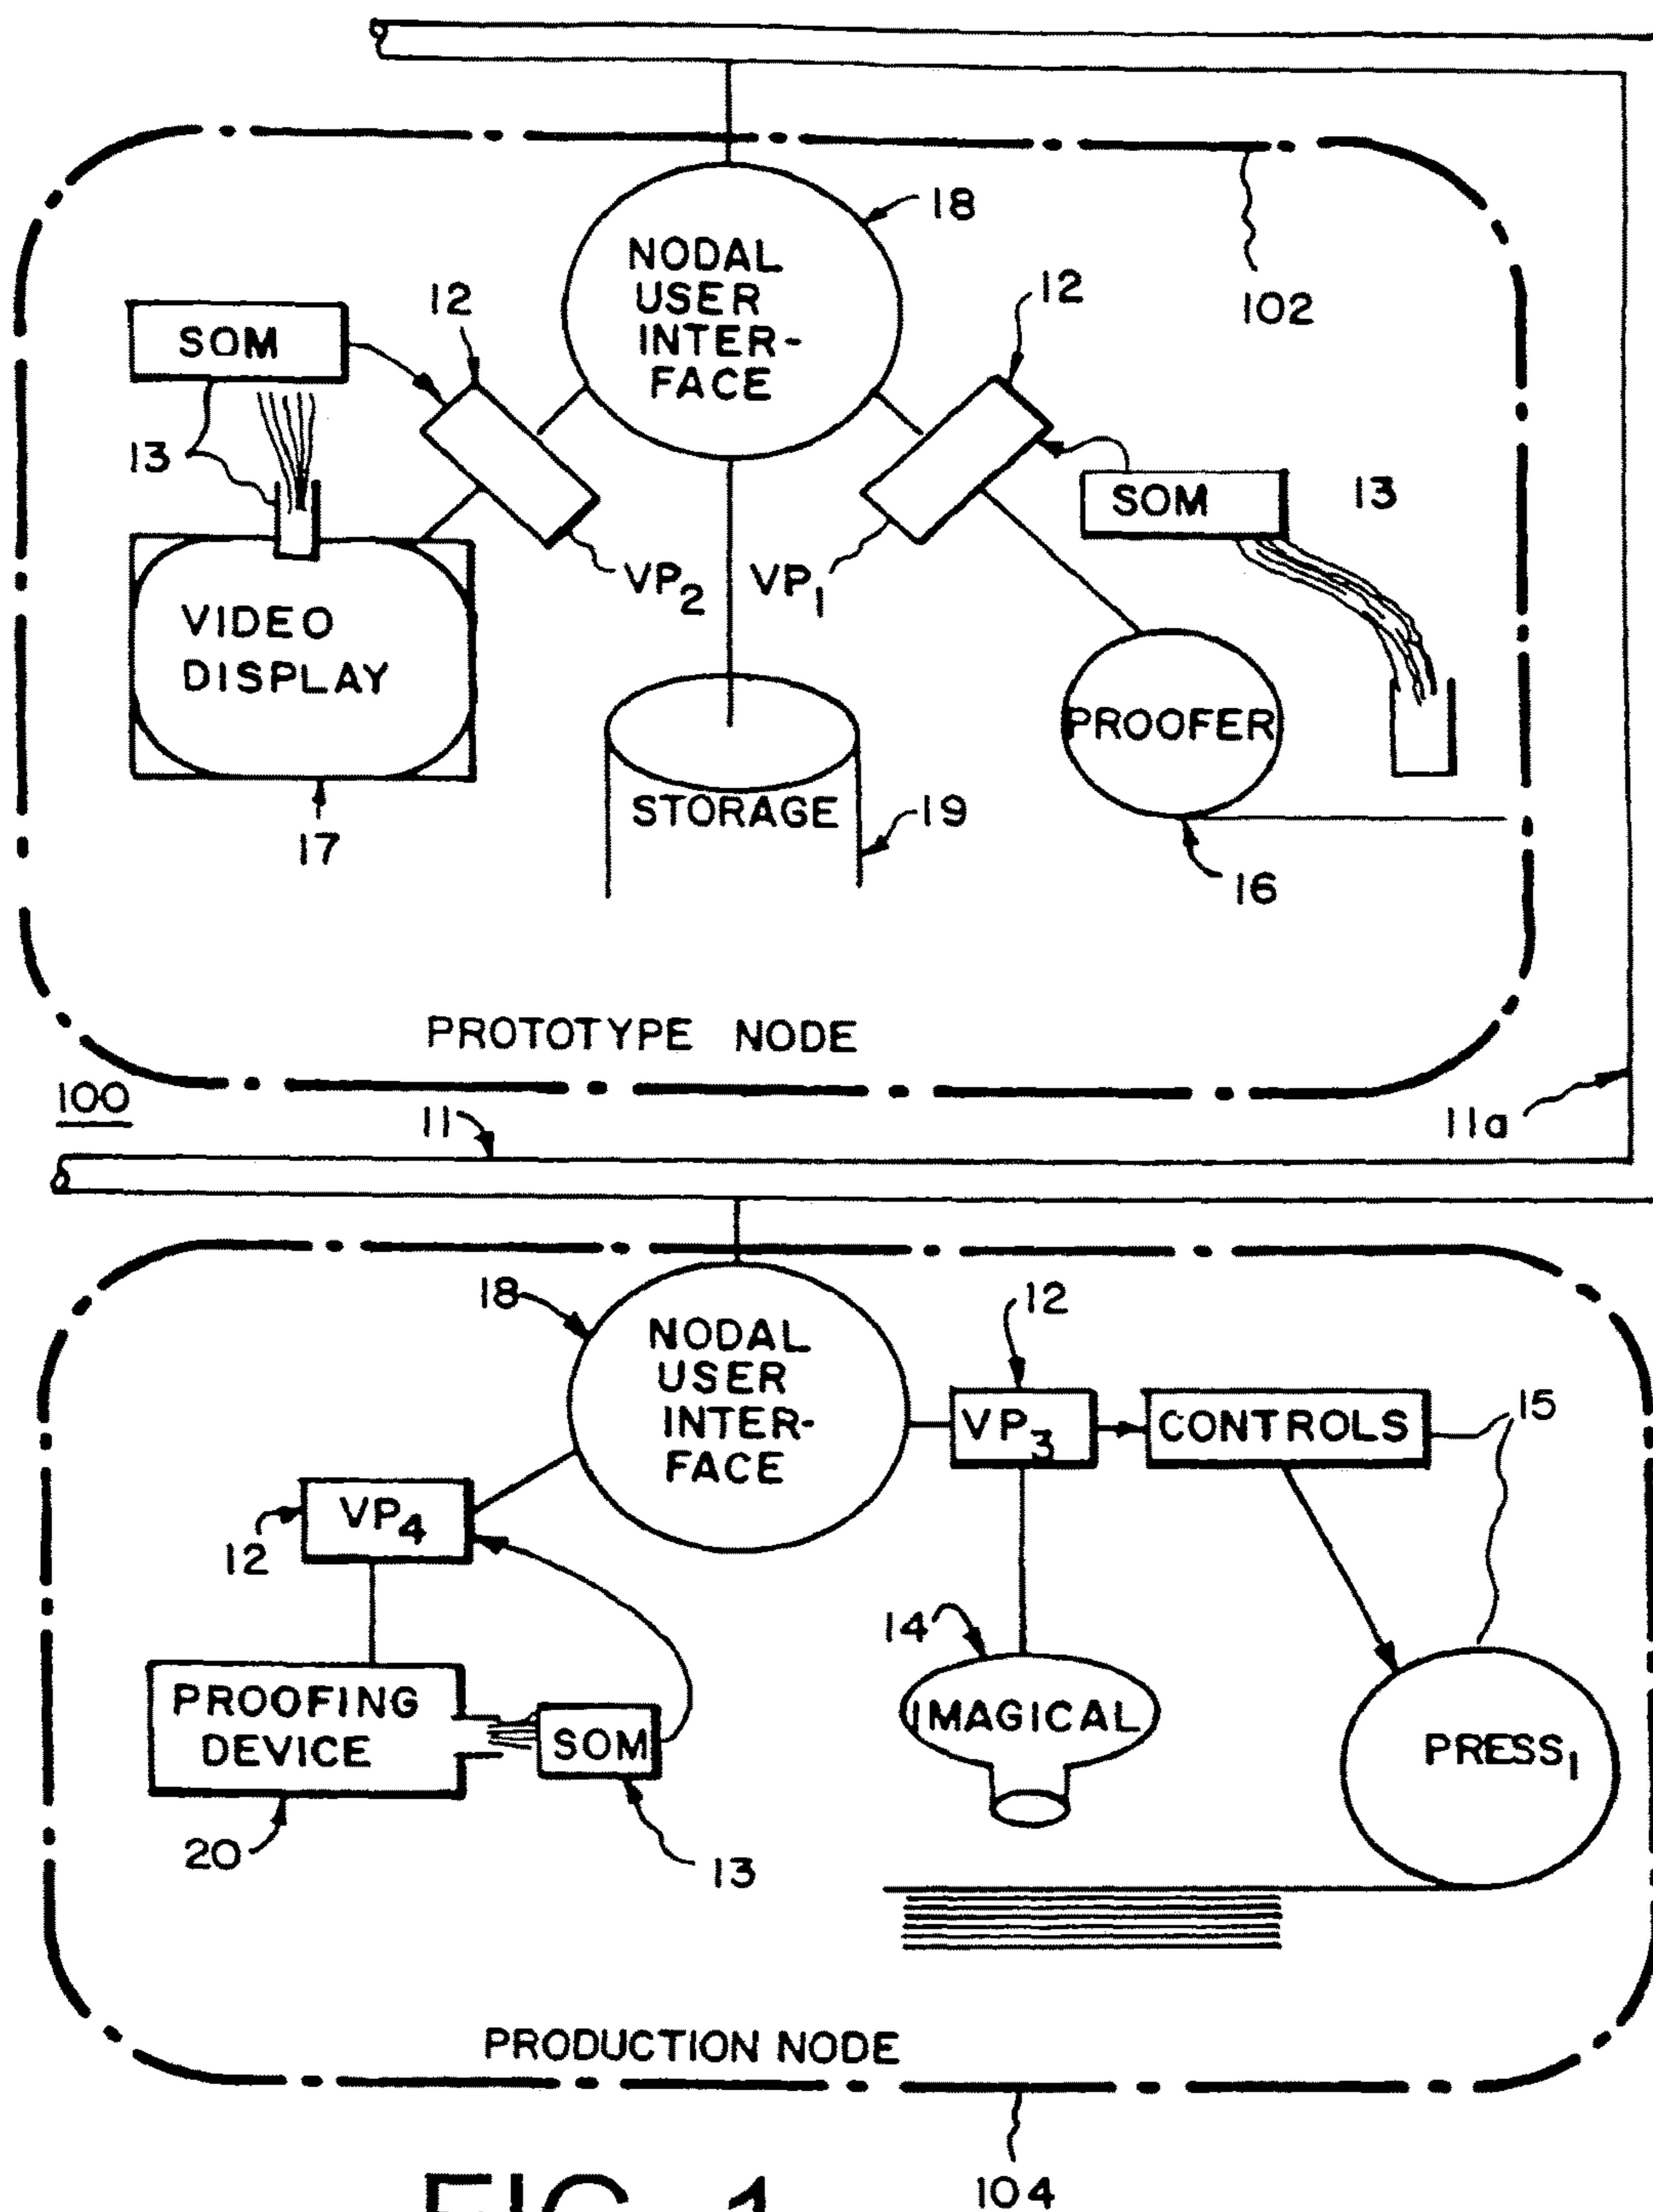 18
NODAL
USER
INTER-
FACE
102
12
12
SOM
13
SOM
13
VP2
VP1
VIDEO
DISPLAY
PROOFER
STORAGE
19
17
16
PROTOTYPE NODE
100
11
11a
18
NODAL
USER
INTER-
FACE
12
VP3
CONTROLS
15
VP4
12
14
IMAGICAL
PROOFING
DEVICE
SOM
PRESS1
20
13
PRODUCTION NODE
104
FIG. 1